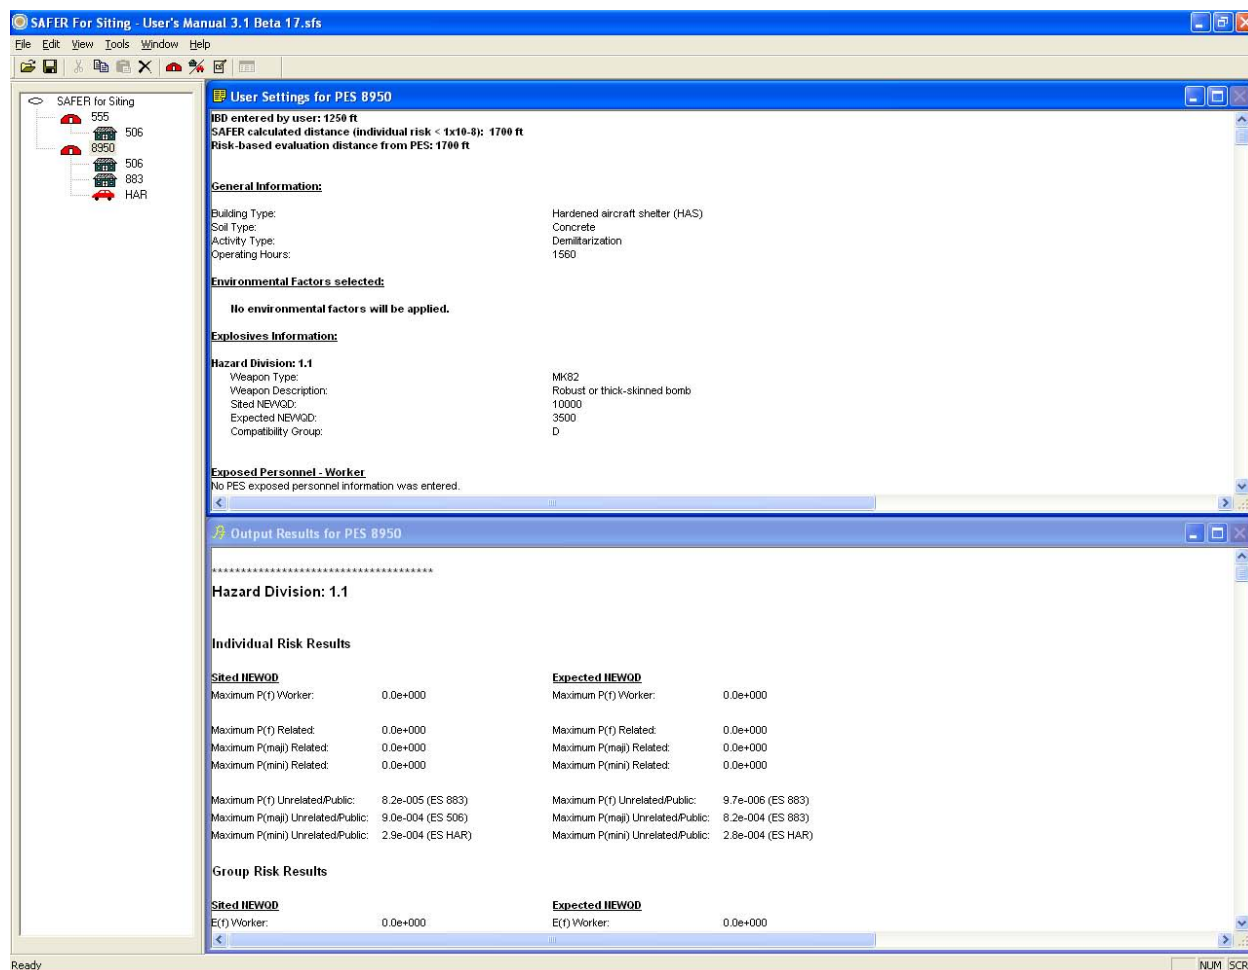 SAFER For Siting - User's Manual 3.1 Beta 17.sfs
File Edit View Tools Window Help
SAFER for Siting
555
506
8950
506
883
HAR
User Settings for PES 8950
IBD entered by user: 1250 ft
SAFER calculated distance (individual risk < 1x10-8): 1700 ft
Risk-based evaluation distance from PES: 1700 ft
General Information:
Building Type: Hardened aircraft shelter (HAS)
Soil Type: Concrete
Activity Type: Demilitarization
Operating Hours: 1560
Environmental Factors selected:
No environmental factors will be applied.
Explosives Information:
Hazard Division: 1.1
Weapon Type: MK82
Weapon Description: Robust or thick-skinned bomb
Sited NEWQD: 10000
Expected NEWQD: 3500
Compatibility Group: D
Exposed Personnel - Worker
No PES exposed personnel information was entered.
Output Results for PES 8950
**************************************
Hazard Division: 1.1
Individual Risk Results
Sited NEWQD Expected NEWQD
Maximum P(f) Worker: 0.0e+000 Maximum P(f) Worker: 0.0e+000
Maximum P(f) Related: 0.0e+000 Maximum P(f) Related: 0.0e+000
Maximum P(maji) Related: 0.0e+000 Maximum P(maji) Related: 0.0e+000
Maximum P(mini) Related: 0.0e+000 Maximum P(mini) Related: 0.0e+000
Maximum P(f) Unrelated/Public: 8.2e-005 (ES 883) Maximum P(f) Unrelated/Public: 9.7e-006 (ES 883)
Maximum P(maji) Unrelated/Public: 9.0e-004 (ES 506) Maximum P(maji) Unrelated/Public: 8.2e-004 (ES 883)
Maximum P(mini) Unrelated/Public: 2.9e-004 (ES HAR) Maximum P(mini) Unrelated/Public: 2.8e-004 (ES HAR)
Group Risk Results
Sited NEWQD Expected NEWQD
E(f) Worker: 0.0e+000 E(f) Worker: 0.0e+000
Ready NUM SCR